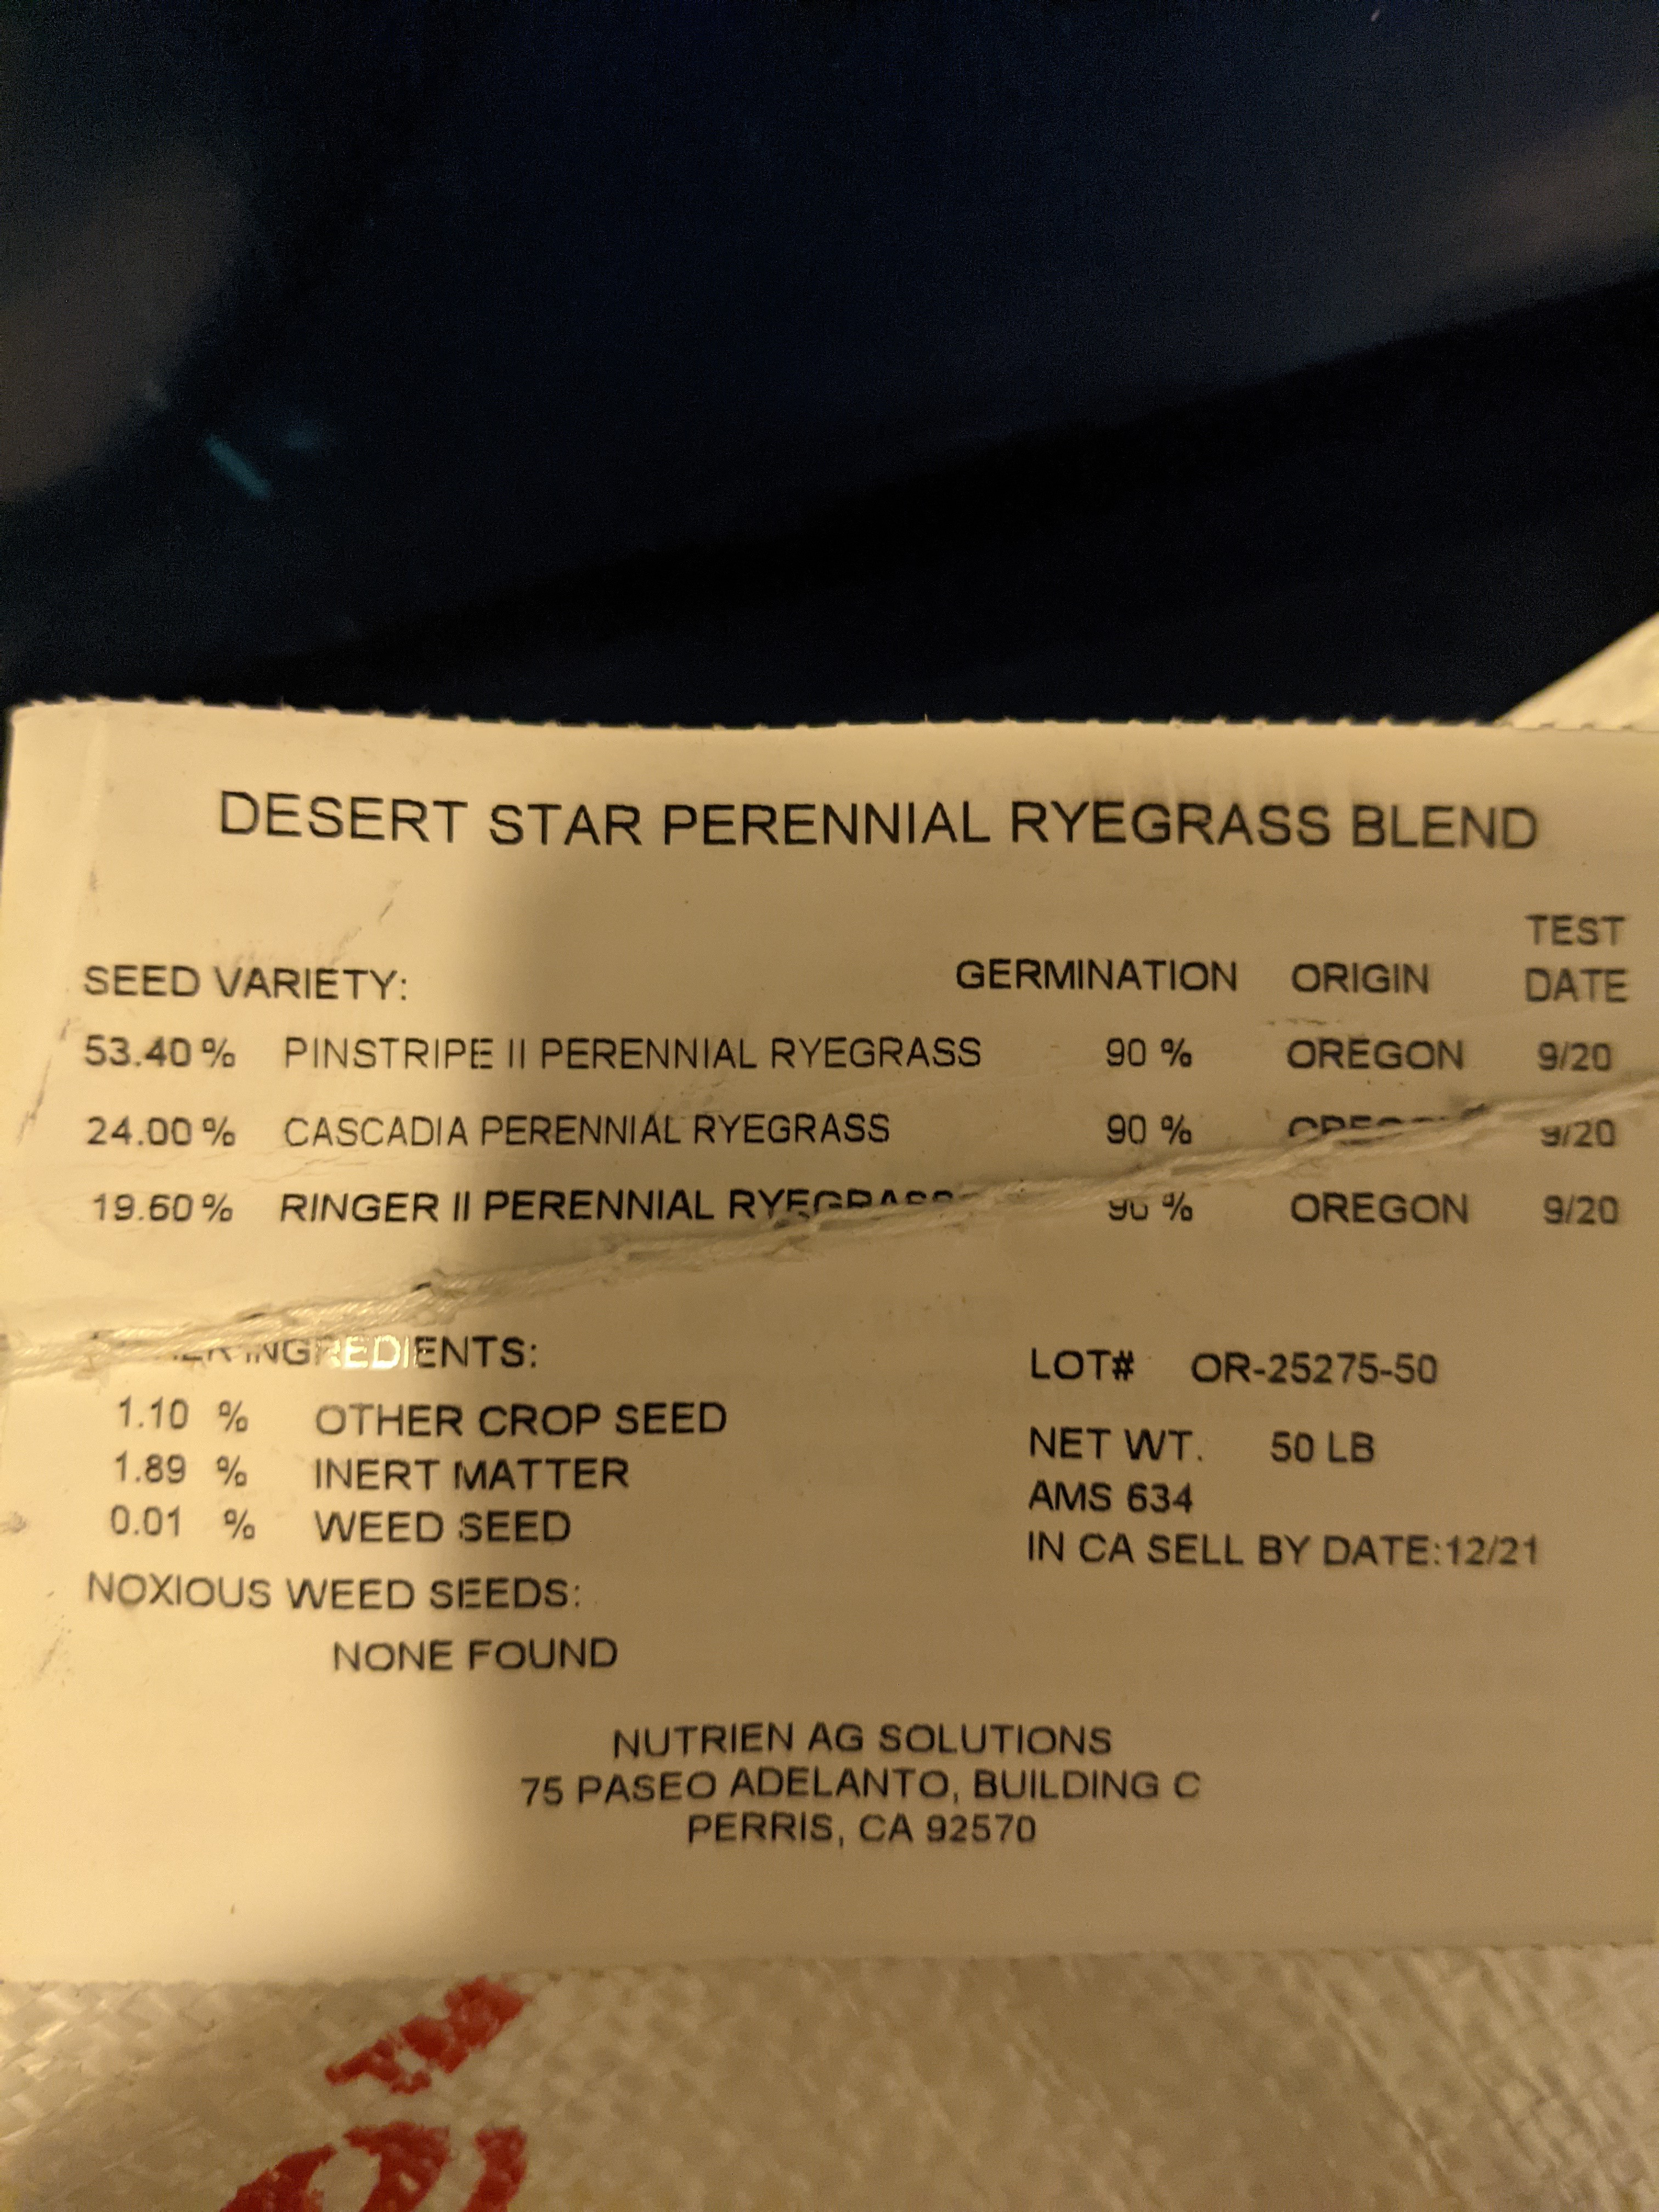 DESERT STAR PERENNIAL RYEGRASS BLEND
TEST
SEED VARIETY: GERMINATION ORIGIN DATE
53.40 % PINSTRIPE II PERENNIAL RYEGRASS 90 % OREGON 9/20
24.00 % CASCADIA PERENNIAL RYEGRASS 90 % OREGON 9/20
19.60 % RINGER II PERENNIAL RYEGRASS 90 % OREGON 9/20
INGREDIENTS:
1.10 % OTHER CROP SEED
1.89 % INERT MATTER
0.01 % WEED SEED
NOXIOUS WEED SEEDS:
NONE FOUND
LOT# OR-25275-50
NET WT. 50 LB
AMS 634
IN CA SELL BY DATE:12/21
NUTRIEN AG SOLUTIONS
75 PASEO ADELANTO, BUILDING C
PERRIS, CA 92570